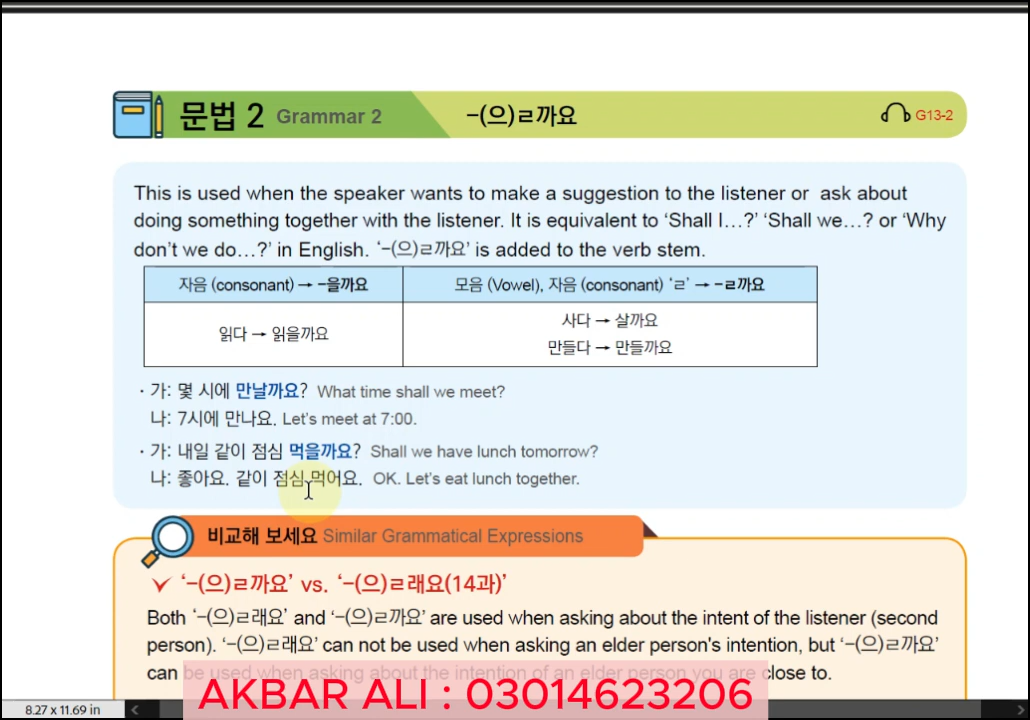 문법 2 Grammar 2 -(으)ㄹ까요 G13-2
This is used when the speaker wants to make a suggestion to the listener or ask about
doing something together with the listener. It is equivalent to ‘Shall I…?’ ‘Shall we…? or ‘Why
don’t we do…?’ in English. ‘-(으)ㄹ까요’ is added to the verb stem.
자음 (consonant) → -을까요 모음 (Vowel), 자음 (consonant) ‘ㄹ’ → -ㄹ까요
읽다 → 읽을까요
사다 → 살까요
만들다 → 만들까요
· 가: 몇 시에 만날까요? What time shall we meet?
나: 7시에 만나요. Let’s meet at 7:00.
· 가: 내일 같이 점심 먹을까요? Shall we have lunch tomorrow?
나: 좋아요. 같이 점심 먹어요. OK. Let’s eat lunch together.
비교해 보세요 Similar Grammatical Expressions
‘-(으)ㄹ까요’ vs. ‘-(으)ㄹ래요(14과)’
Both ‘-(으)ㄹ래요’ and ‘-(으)ㄹ까요’ are used when asking about the intent of the listener (second
person). ‘-(으)ㄹ래요’ can not be used when asking an elder person's intention, but ‘-(으)ㄹ까요’
can be used when asking about the intention of an elder person you are close to.
AKBAR ALI : 03014623206
8.27 x 11.69 in